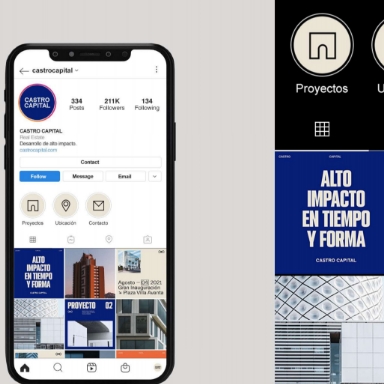 castrocapital
CASTRO
CAPITAL
334
Posts
211K
Followers
134
Following
CASTRO CAPITAL
Real Estate
Desarrollo de alto impacto.
castrocapital.com
Contact
Follow
Message
Email
Proyectos
Ubicación
Contacto
ALTO
IMPACTO
EN TIEMPO
Y FORMA
Agosto – 05 2021
Gran Inauguración
Plaza Villa Avanta
PROYECTO 02
Proyectos
U
ALTO
IMPACTO
EN TIEMPO
Y FORMA
CASTRO CAPITAL